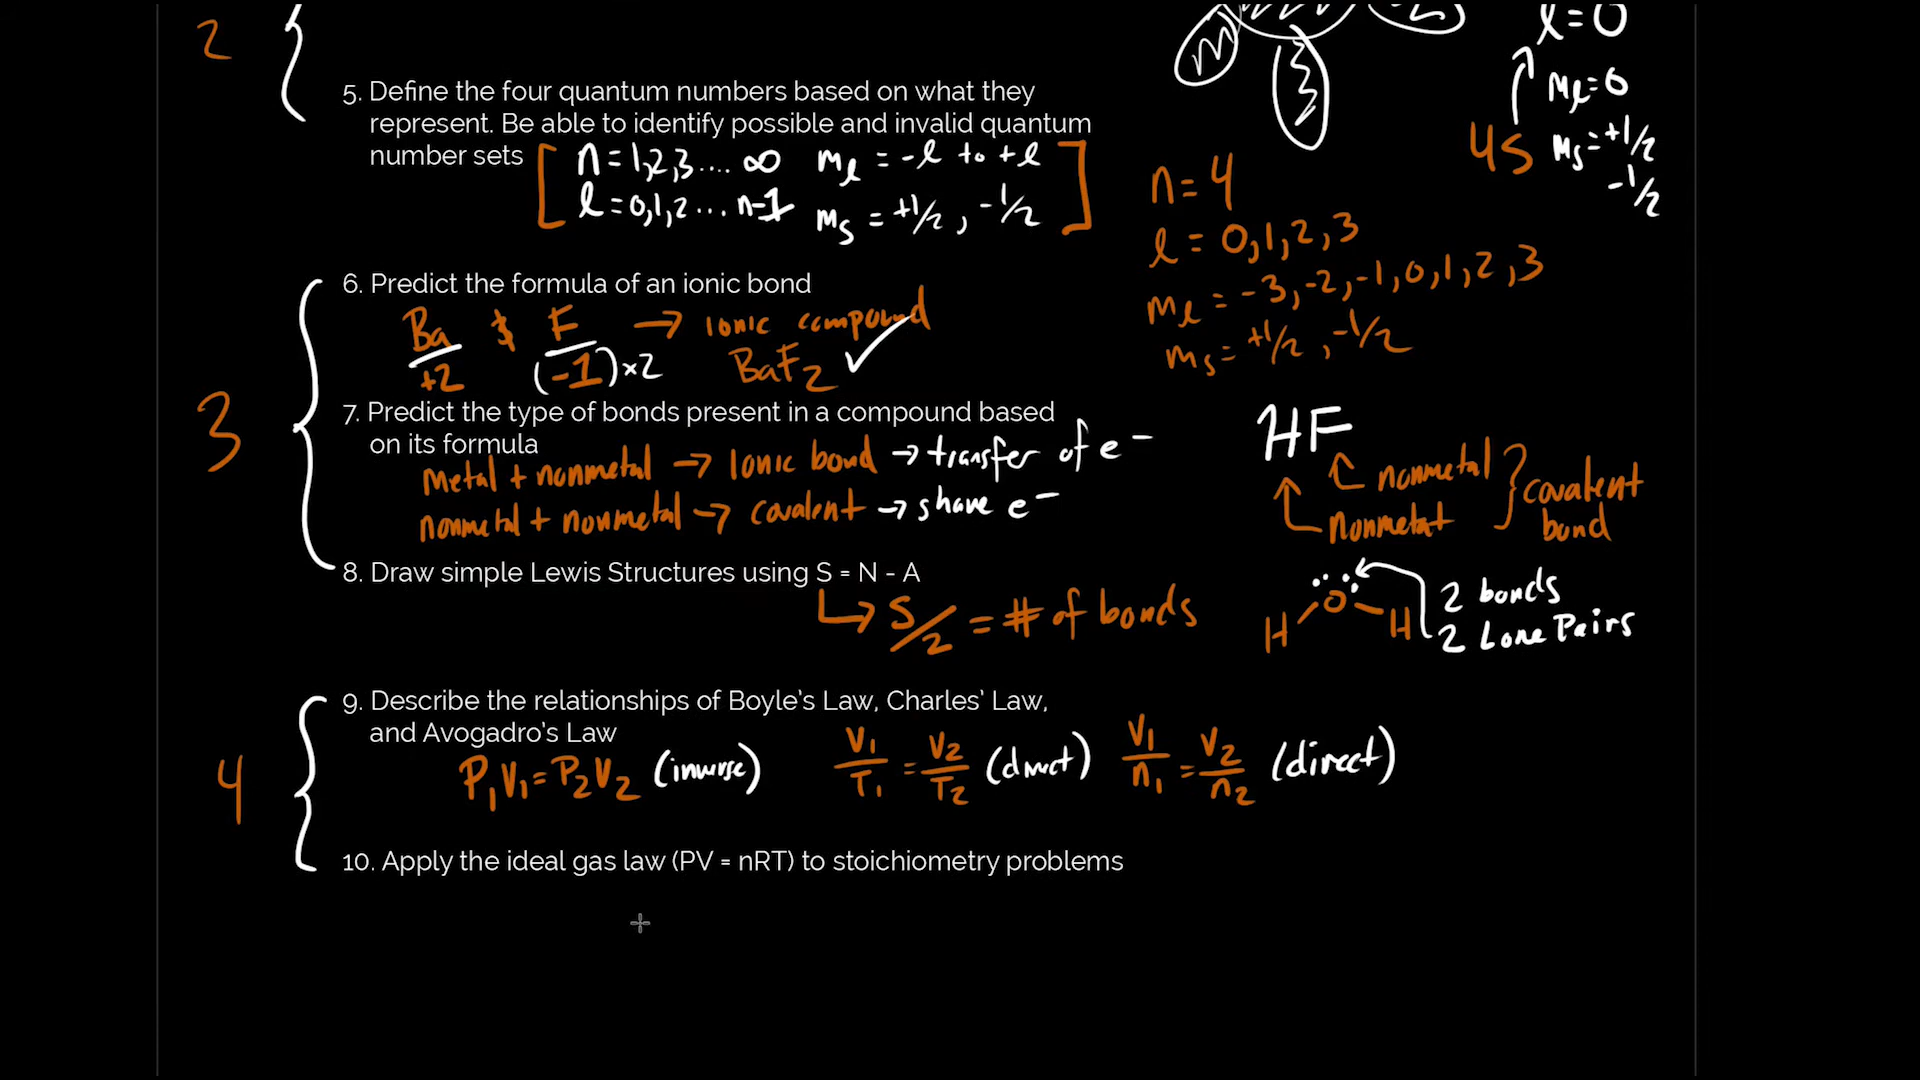 2
l = 0
5. Define the four quantum numbers based on what they
represent. Be able to identify possible and invalid quantum
number sets
n = 1,2,3.... ∞ mℓ = -ℓ to +ℓ
ℓ = 0,1,2... n-1 ms = +1/2, -1/2
4s
mℓ = 0
ms = +1/2
-1/2
n = 4
ℓ = 0,1,2,3
mℓ = -3,-2,-1,0,1,2,3
ms = +1/2, -1/2
3
6. Predict the formula of an ionic bond
Ba & F → Ionic compound
+2 (-1)×2 BaF2 ✓
7. Predict the type of bonds present in a compound based
on its formula
Metal + nonmetal → Ionic bond → transfer of e-
nonmetal + nonmetal → covalent → share e-
HF
nonmetal
nonmetal
covalent
bond
8. Draw simple Lewis Structures using S = N - A
↳ S/2 = # of bonds
H O H
2 bonds
2 Lone Pairs
4
9. Describe the relationships of Boyle's Law, Charles' Law,
and Avogadro's Law
P1V1 = P2V2 (inverse) V1/T1 = V2/T2 (direct) V1/n1 = V2/n2 (direct)
10. Apply the ideal gas law (PV = nRT) to stoichiometry problems